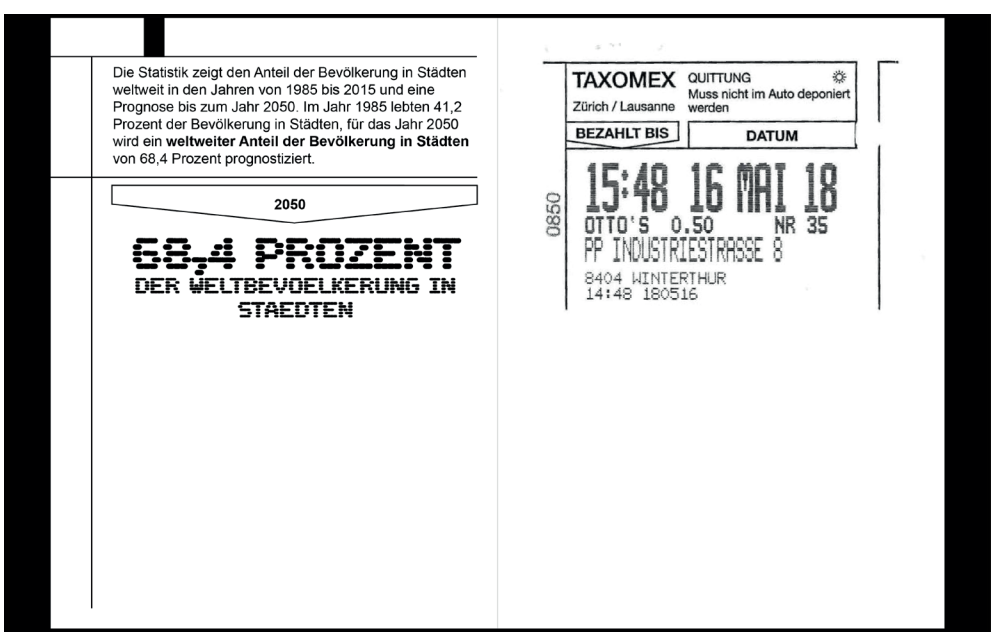 Die Statistik zeigt den Anteil der Bevölkerung in Städten
weltweit in den Jahren von 1985 bis 2015 und eine
Prognose bis zum Jahr 2050. Im Jahr 1985 lebten 41,2
Prozent der Bevölkerung in Städten, für das Jahr 2050
wird ein weltweiter Anteil der Bevölkerung in Städten
von 68,4 Prozent prognostiziert.
2050
68,4 PROZENT
DER WELTBEVOELKERUNG IN
STAEDTEN
TAXOMEX QUITTUNG
Muss nicht im Auto deponiert
Zürich / Lausanne werden
BEZAHLT BIS DATUM
15:48 16 MAI 18
0850
OTTO'S 0.50 NR 35
PP INDUSTRIESTRASSE 8
8404 WINTERTHUR
14:48 180516